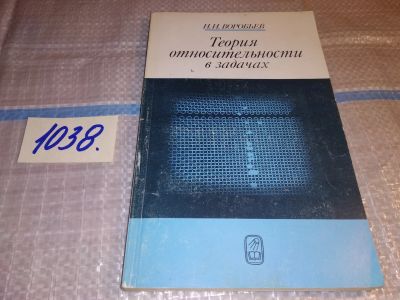 И.И. ВОРОБЬЕВ
Теория
относительности
в задачах
1038.